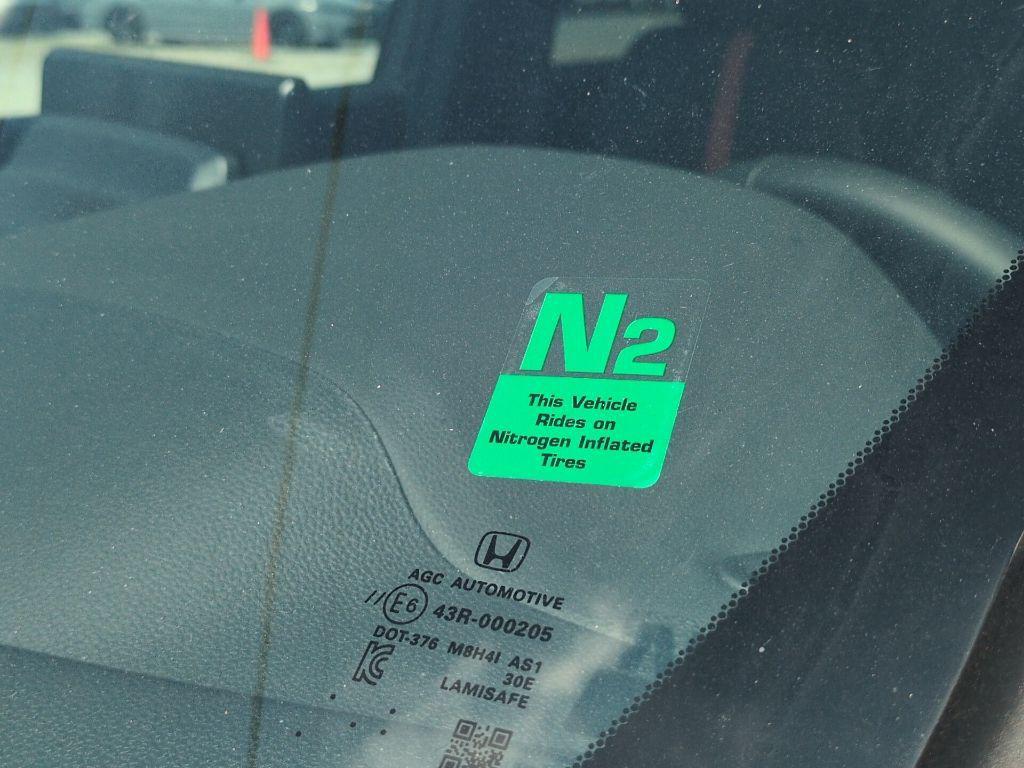 N2
This Vehicle
Rides on
Nitrogen Inflated
Tires
AGC AUTOMOTIVE
//E6 43R-000205
DOT-376 M8H4I AS1
30E
LAMISAFE